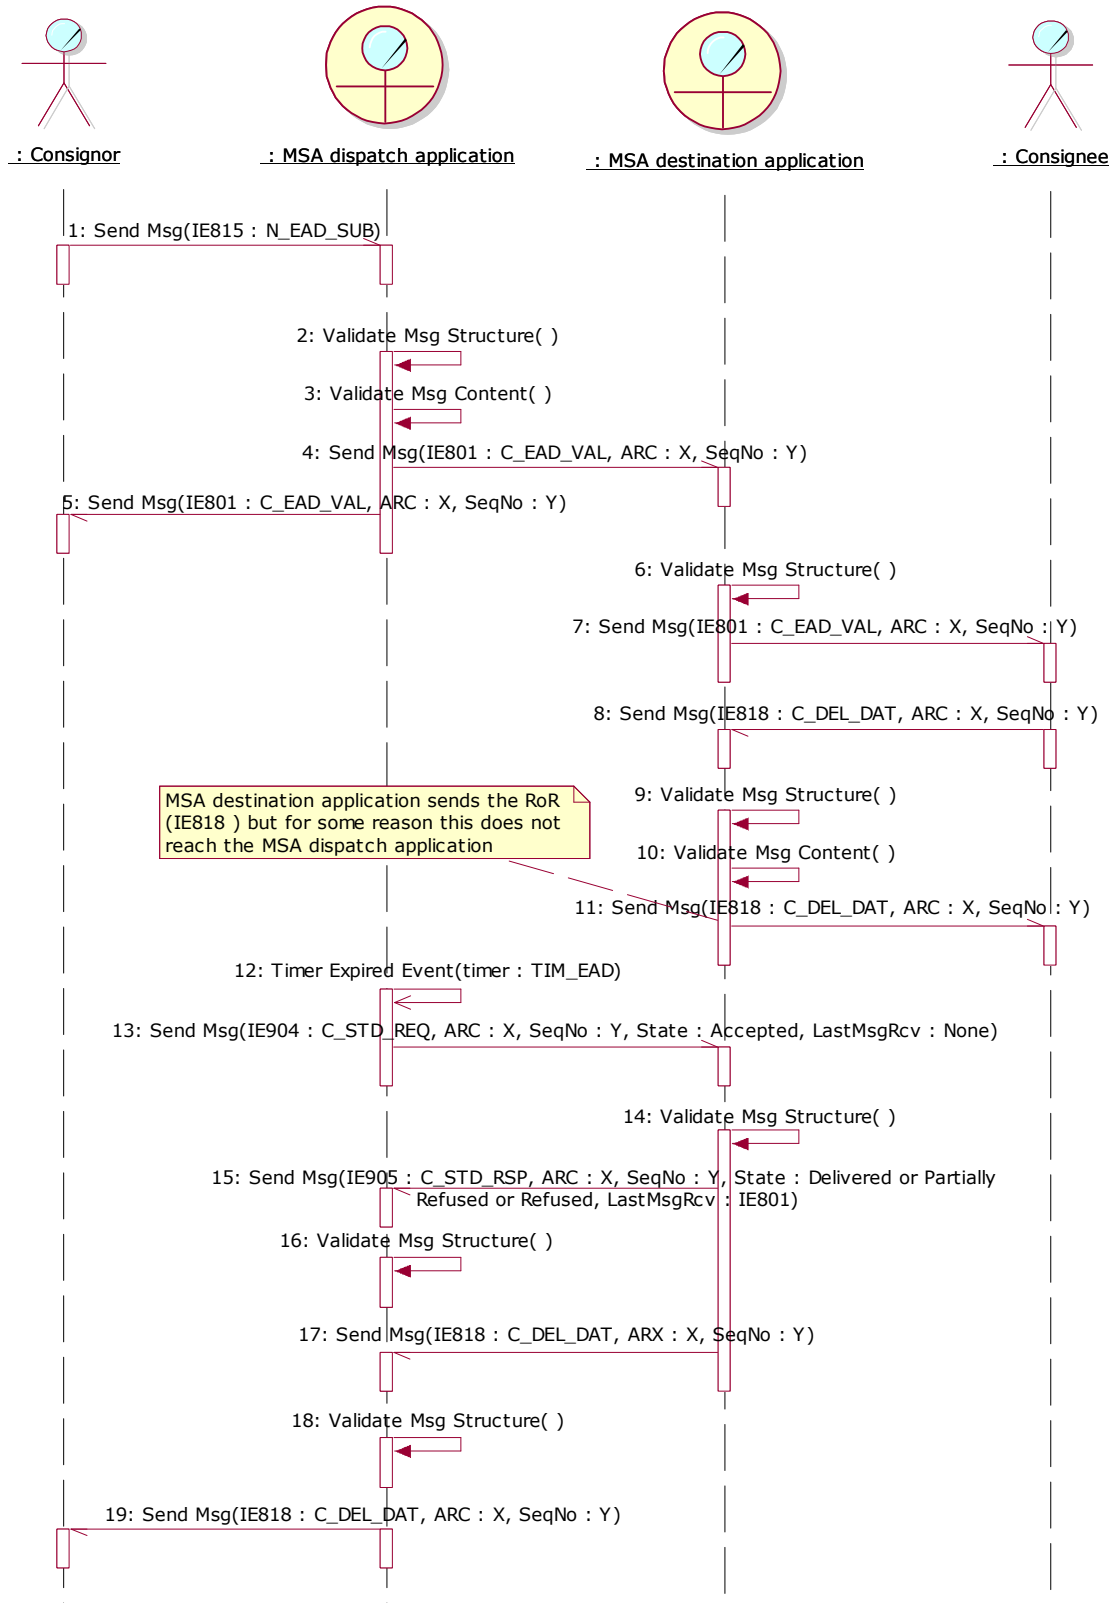 : Consignor
: MSA dispatch application
: MSA destination application
: Consignee
1: Send Msg(IE815 : N_EAD_SUB)
2: Validate Msg Structure( )
3: Validate Msg Content( )
4: Send Msg(IE801 : C_EAD_VAL, ARC : X, SeqNo : Y)
5: Send Msg(IE801 : C_EAD_VAL, ARC : X, SeqNo : Y)
6: Validate Msg Structure( )
7: Send Msg(IE801 : C_EAD_VAL, ARC : X, SeqNo : Y)
8: Send Msg(IE818 : C_DEL_DAT, ARC : X, SeqNo : Y)
MSA destination application sends the RoR
(IE818 ) but for some reason this does not
reach the MSA dispatch application
9: Validate Msg Structure( )
10: Validate Msg Content( )
11: Send Msg(IE818 : C_DEL_DAT, ARC : X, SeqNo : Y)
12: Timer Expired Event(timer : TIM_EAD)
13: Send Msg(IE904 : C_STD_REQ, ARC : X, SeqNo : Y, State : Accepted, LastMsgRcv : None)
14: Validate Msg Structure( )
15: Send Msg(IE905 : C_STD_RSP, ARC : X, SeqNo : Y, State : Delivered or Partially
Refused or Refused, LastMsgRcv : IE801)
16: Validate Msg Structure( )
17: Send Msg(IE818 : C_DEL_DAT, ARX : X, SeqNo : Y)
18: Validate Msg Structure( )
19: Send Msg(IE818 : C_DEL_DAT, ARC : X, SeqNo : Y)